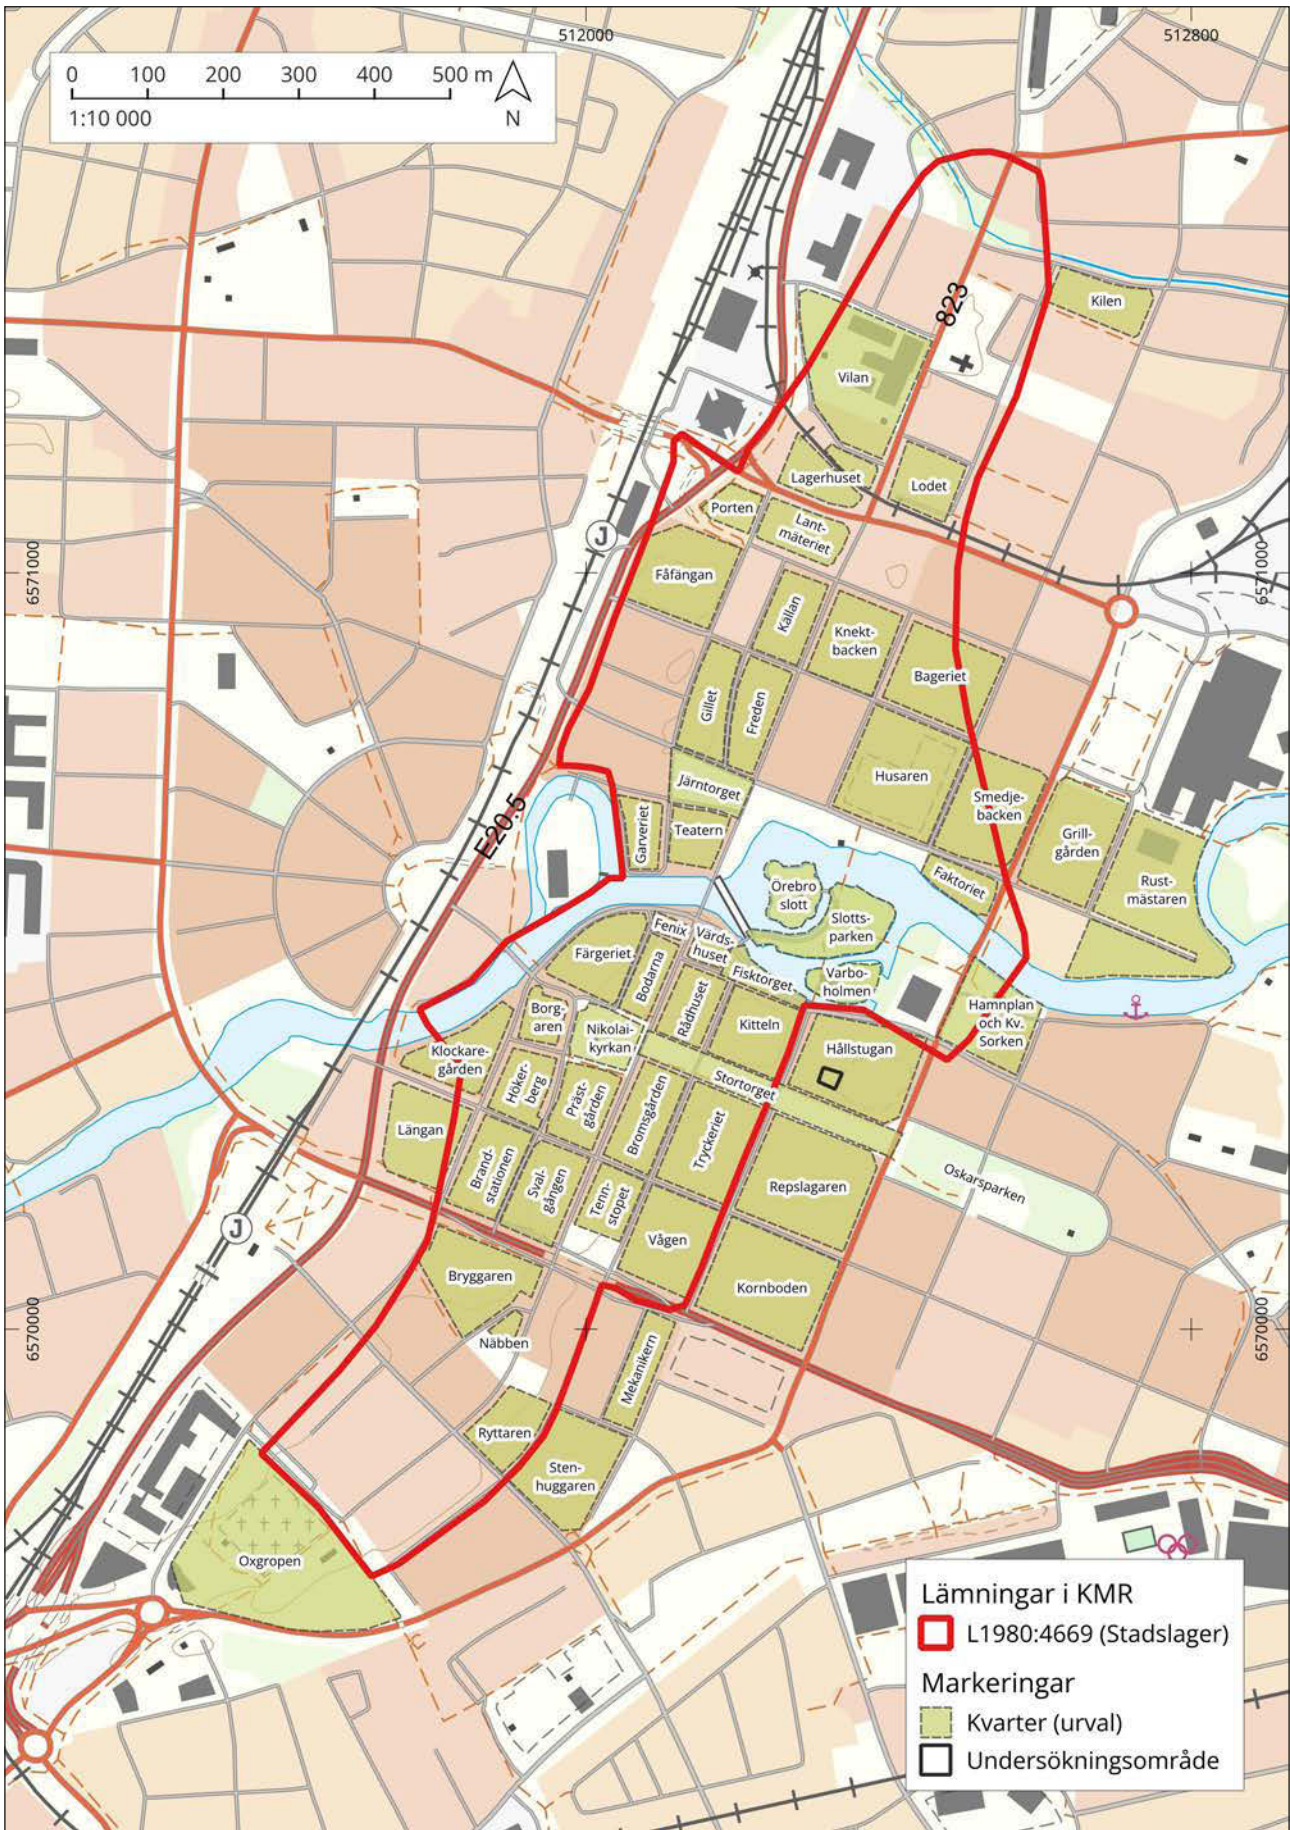 512000
512800
0 100 200 300 400 500 m
1:10 000
N
823
Kilen
Vilan
Lagerhuset
Lodet
Porten
Lant-
mäteriet
J
6571000
6571000
Fåfängan
Källan
Knekt-
backen
Bageriet
Gillet
Freden
Husaren
Järntorget
Smedje-
backen
E20.5
Garveriet
Teatern
Grill-
gården
Örebro
slott
Faktoriet
Rust-
mästaren
Slotts-
parken
Fenix
Värds-
huset
Färgeriet
Bodarna
Fisktorget
Varbo-
holmen
Borg-
aren
Rådhuset
Hamnplan
och Kv.
Sorken
Nikolai-
kyrkan
Kitteln
Klockare-
gården
Hållstugan
Höker-
berg
Präst-
gården
Stortorget
Bromsgården
Längan
Tryckeriet
Brand-
stationen
Sval-
gången
Oskarsparken
Repslagaren
Tenn-
stopet
J
Vågen
Bryggaren
Kornboden
6570000
6570000
Näbben
Mekanikern
Ryttaren
Sten-
huggaren
Oxgropen
Lämningar i KMR
L1980:4669 (Stadslager)
Markeringar
Kvarter (urval)
Undersökningsområde